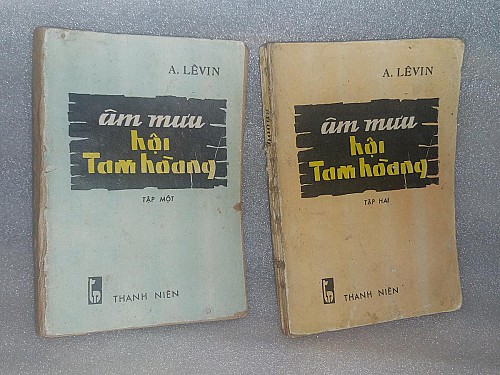 A. LÊVIN
âm mưu
hội
Tam hoàng
TẬP MỘT
THANH NIÊN
A. LÊVIN
âm mưu
hội
Tam hoàng
TẬP HAI
THANH NIÊN